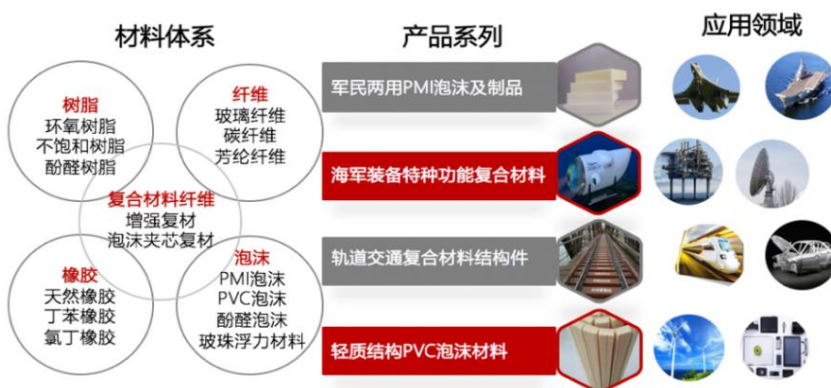 材料体系
产品系列
应用领域
树脂
环氧树脂
不饱和树脂
酚醛树脂
纤维
玻璃纤维
碳纤维
芳纶纤维
复合材料纤维
增强复材
泡沫夹芯复材
橡胶
天然橡胶
丁苯橡胶
氯丁橡胶
泡沫
PMI泡沫
PVC泡沫
酚醛泡沫
玻珠浮力材料
军民两用PMI泡沫及制品
海军装备特种功能复合材料
轨道交通复合材料结构件
轻质结构PVC泡沫材料